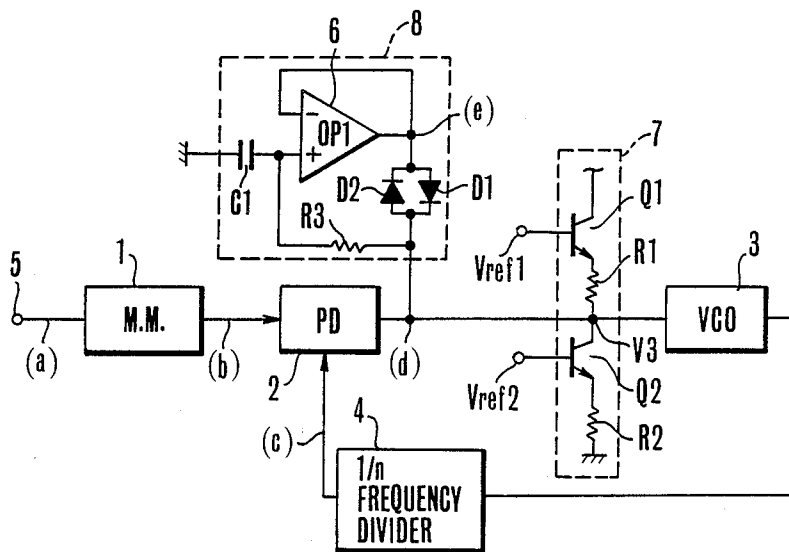 8
6
OP1
(e)
C1
D2
D1
R3
7
Q1
Vref1
R1
5
1
3
M.M.
PD
VCO
(a)
(b)
2
(d)
V3
Vref2
Q2
R2
(c)
4
1/n
FREQUENCY
DIVIDER